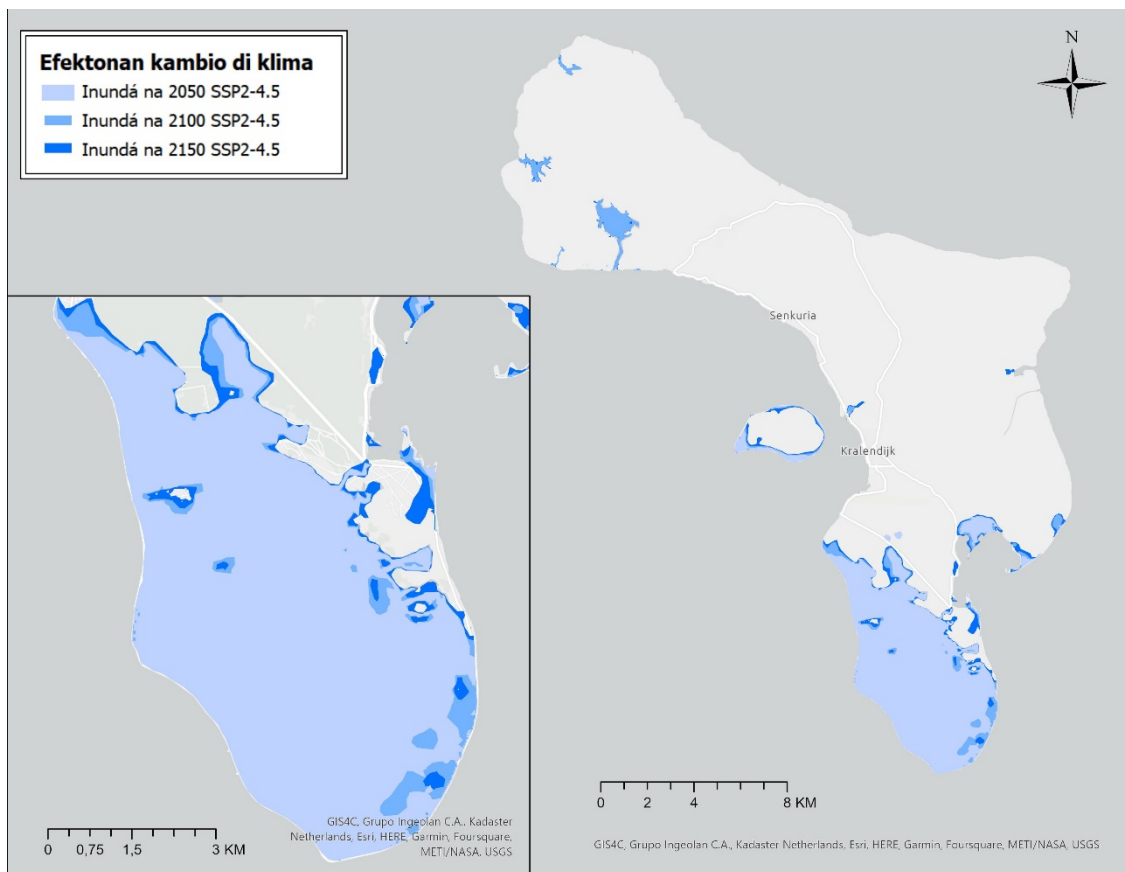 Efektonan kambio di klima
Inundá na 2050 SSP2-4.5
Inundá na 2100 SSP2-4.5
Inundá na 2150 SSP2-4.5
N
Senkuria
Kralendijk
0 0,75 1,5 3 KM
GIS4C, Grupo Ingeolan C.A., Kadaster
Netherlands, Esri, HERE, Garmin, Foursquare,
METI/NASA, USGS
0 2 4 8 KM
GIS4C, Grupo Ingeolan C.A., Kadaster Netherlands, Esri, HERE, Garmin, Foursquare, METI/NASA, USGS